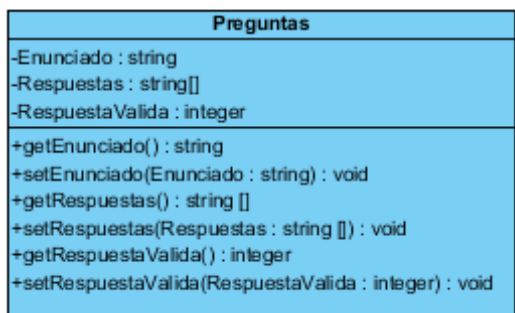 Preguntas
-Enunciado : string
-Respuestas : string[]
-RespuestaValida : integer
+getEnunciado() : string
+setEnunciado(Enunciado : string) : void
+getRespuestas() : string []
+setRespuestas(Respuestas : string []) : void
+getRespuestaValida() : integer
+setRespuestaValida(RespuestaValida : integer) : void